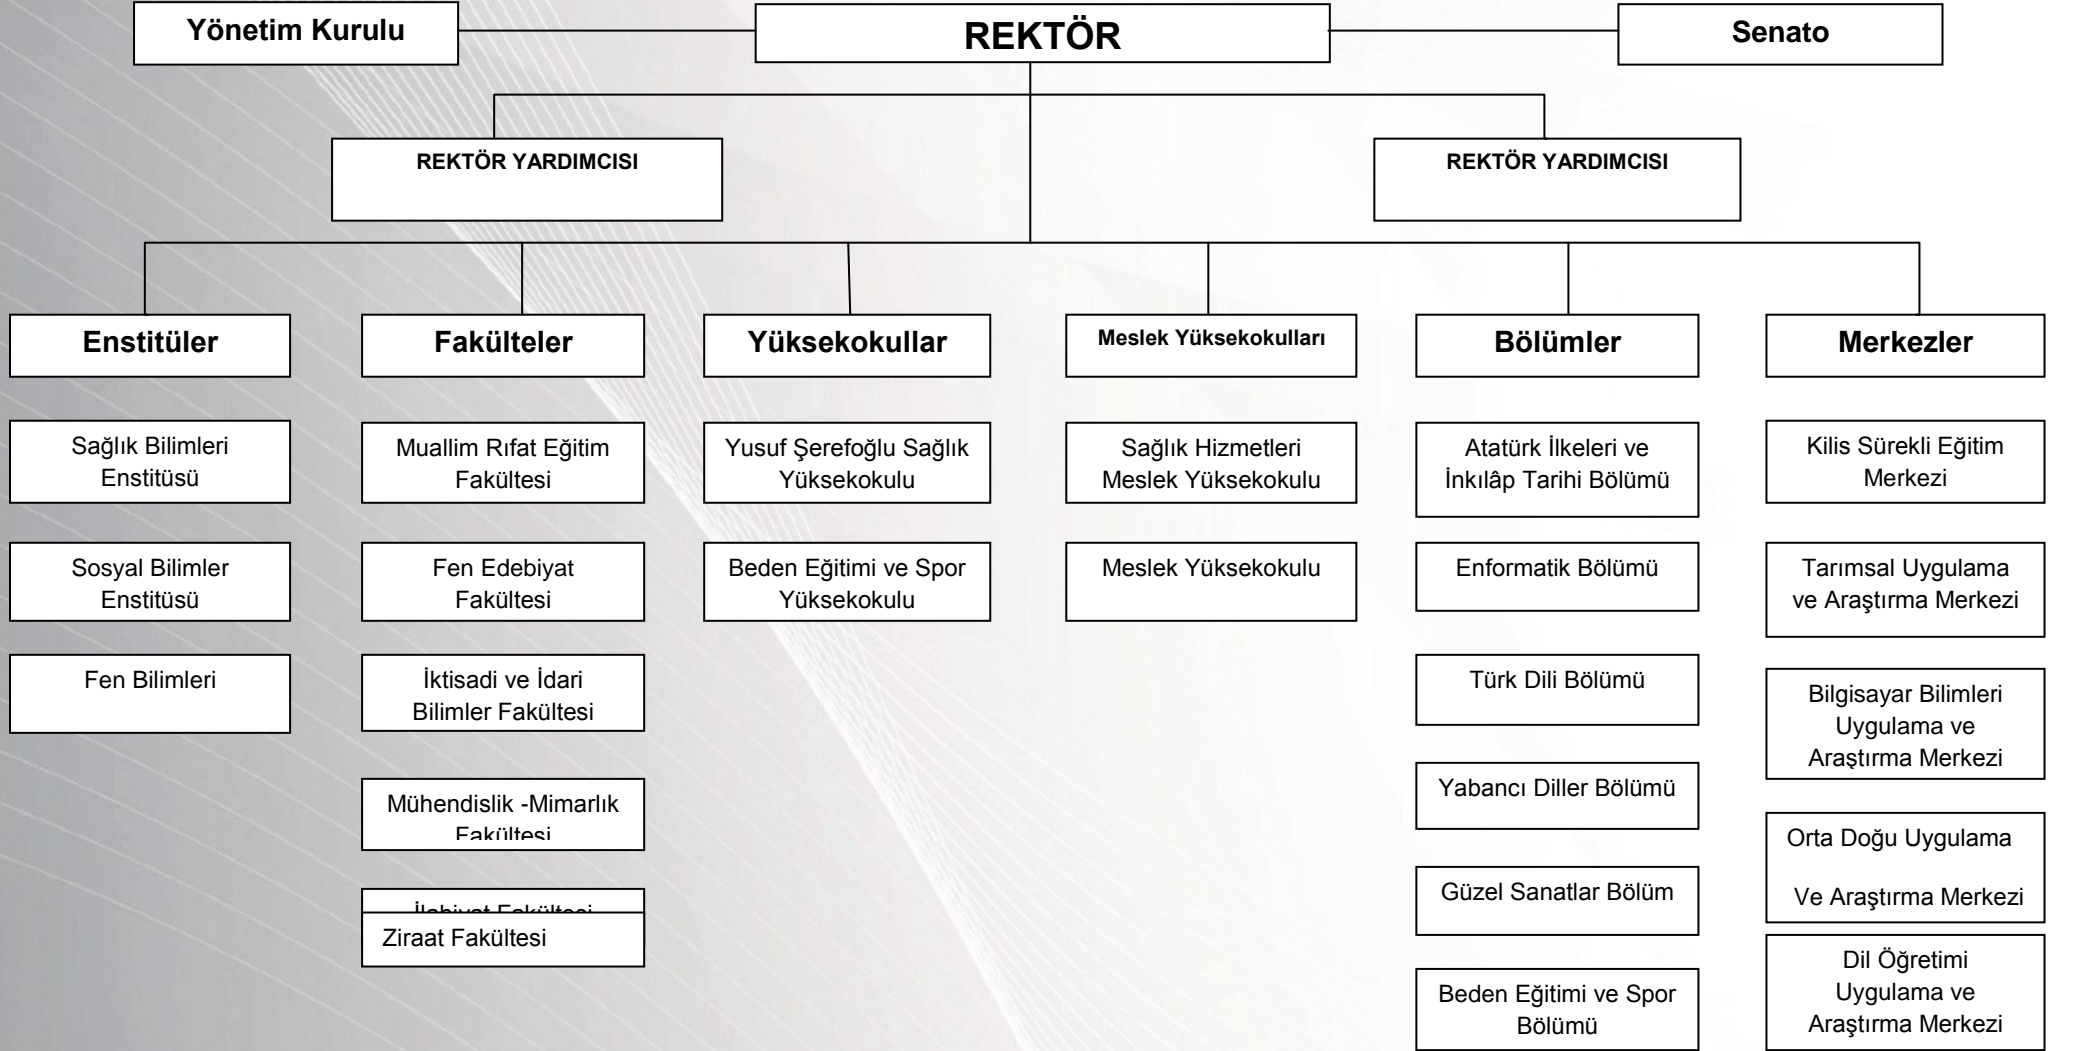 Yönetim Kurulu
REKTÖR
Senato
REKTÖR YARDIMCISI
REKTÖR YARDIMCISI
Enstitüler
Fakülteler
Yüksekokullar
Meslek Yüksekokulları
Bölümler
Merkezler
Sağlık Bilimleri
Enstitüsü
Muallim Rıfat Eğitim
Fakültesi
Yusuf Şerefoğlu Sağlık
Yüksekokulu
Sağlık Hizmetleri
Meslek Yüksekokulu
Atatürk İlkeleri ve
İnkılâp Tarihi Bölümü
Kilis Sürekli Eğitim
Merkezi
Sosyal Bilimler
Enstitüsü
Fen Edebiyat
Fakültesi
Beden Eğitimi ve Spor
Yüksekokulu
Meslek Yüksekokulu
Enformatik Bölümü
Tarımsal Uygulama
ve Araştırma Merkezi
Fen Bilimleri
İktisadi ve İdari
Bilimler Fakültesi
Türk Dili Bölümü
Bilgisayar Bilimleri
Uygulama ve
Araştırma Merkezi
Mühendislik -Mimarlık
Fakültesi
Yabancı Diller Bölümü
Orta Doğu Uygulama
Ve Araştırma Merkezi
İlahiyat Fakültesi
Ziraat Fakültesi
Güzel Sanatlar Bölüm
Beden Eğitimi ve Spor
Bölümü
Dil Öğretimi
Uygulama ve
Araştırma Merkezi